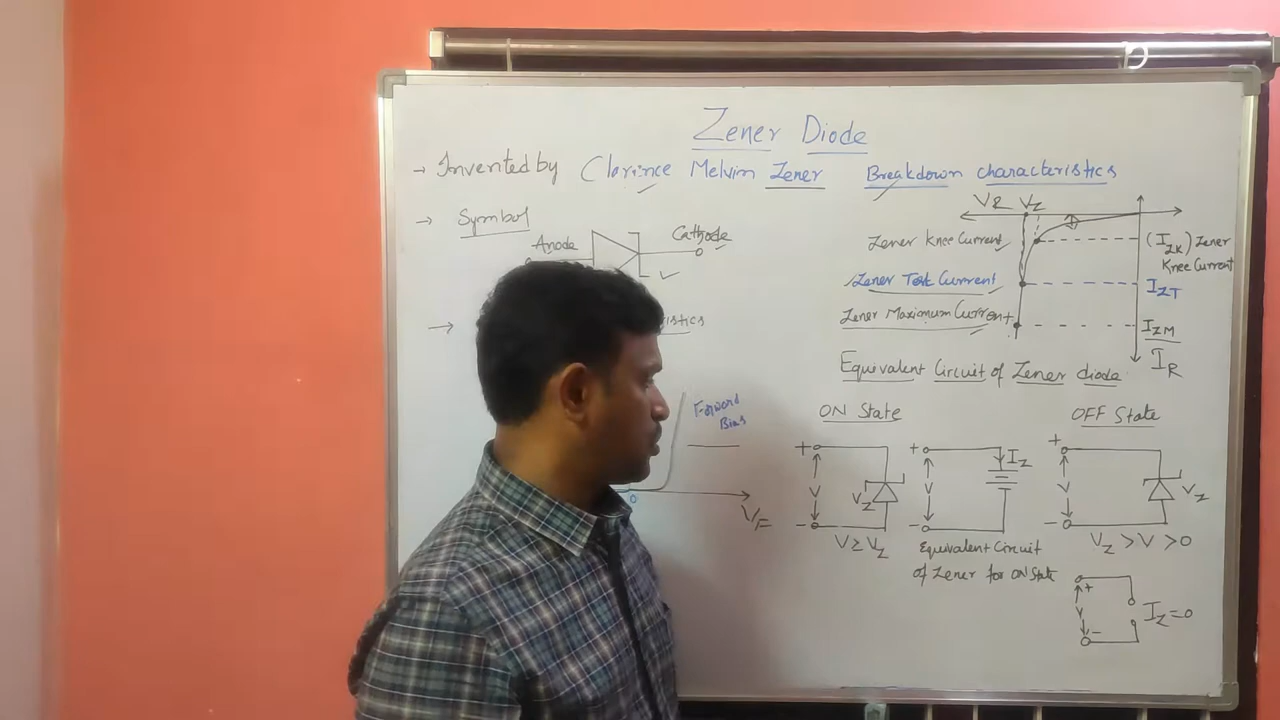 Zener Diode
→ Invented by Clarence Melvin Zener
→ Symbol
Anode
Cathode
→ istics
Forward
Bias
0
VF
Breakdown characteristics
VR VZ
Zener Knee Current
(IZK) Zener
Knee Current
Zener Test Current
IZT
Zener Maximum Current
IZM
IR
Equivalent Circuit of Zener diode
ON State
OFF State
+ V - VZ
V ≥ VZ
+ V - IZ
Equivalent Circuit
of Zener for ON State
+ V - VZ
VZ > V > 0
+ V - IZ = 0